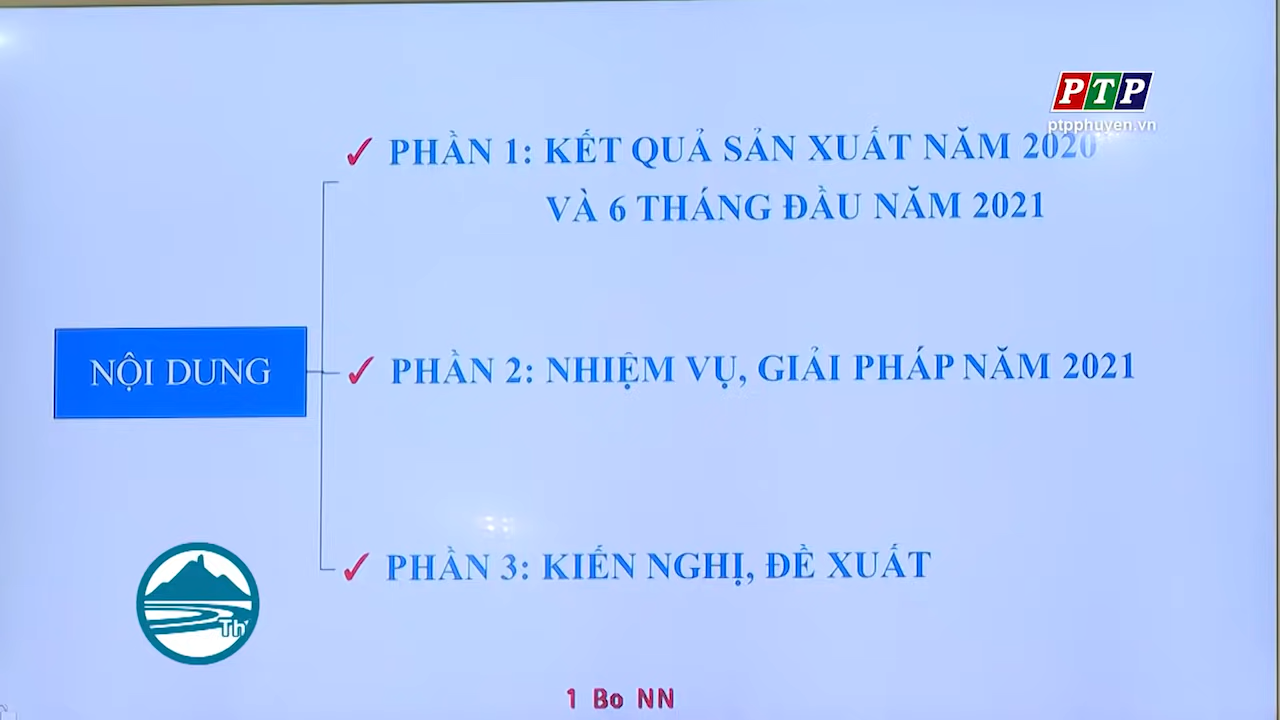 PTP
ptpphuyen.vn
PHẦN 1: KẾT QUẢ SẢN XUẤT NĂM 2020
VÀ 6 THÁNG ĐẦU NĂM 2021
NỘI DUNG
PHẦN 2: NHIỆM VỤ, GIẢI PHÁP NĂM 2021
PHẦN 3: KIẾN NGHỊ, ĐỀ XUẤT
Th
1 Bo NN